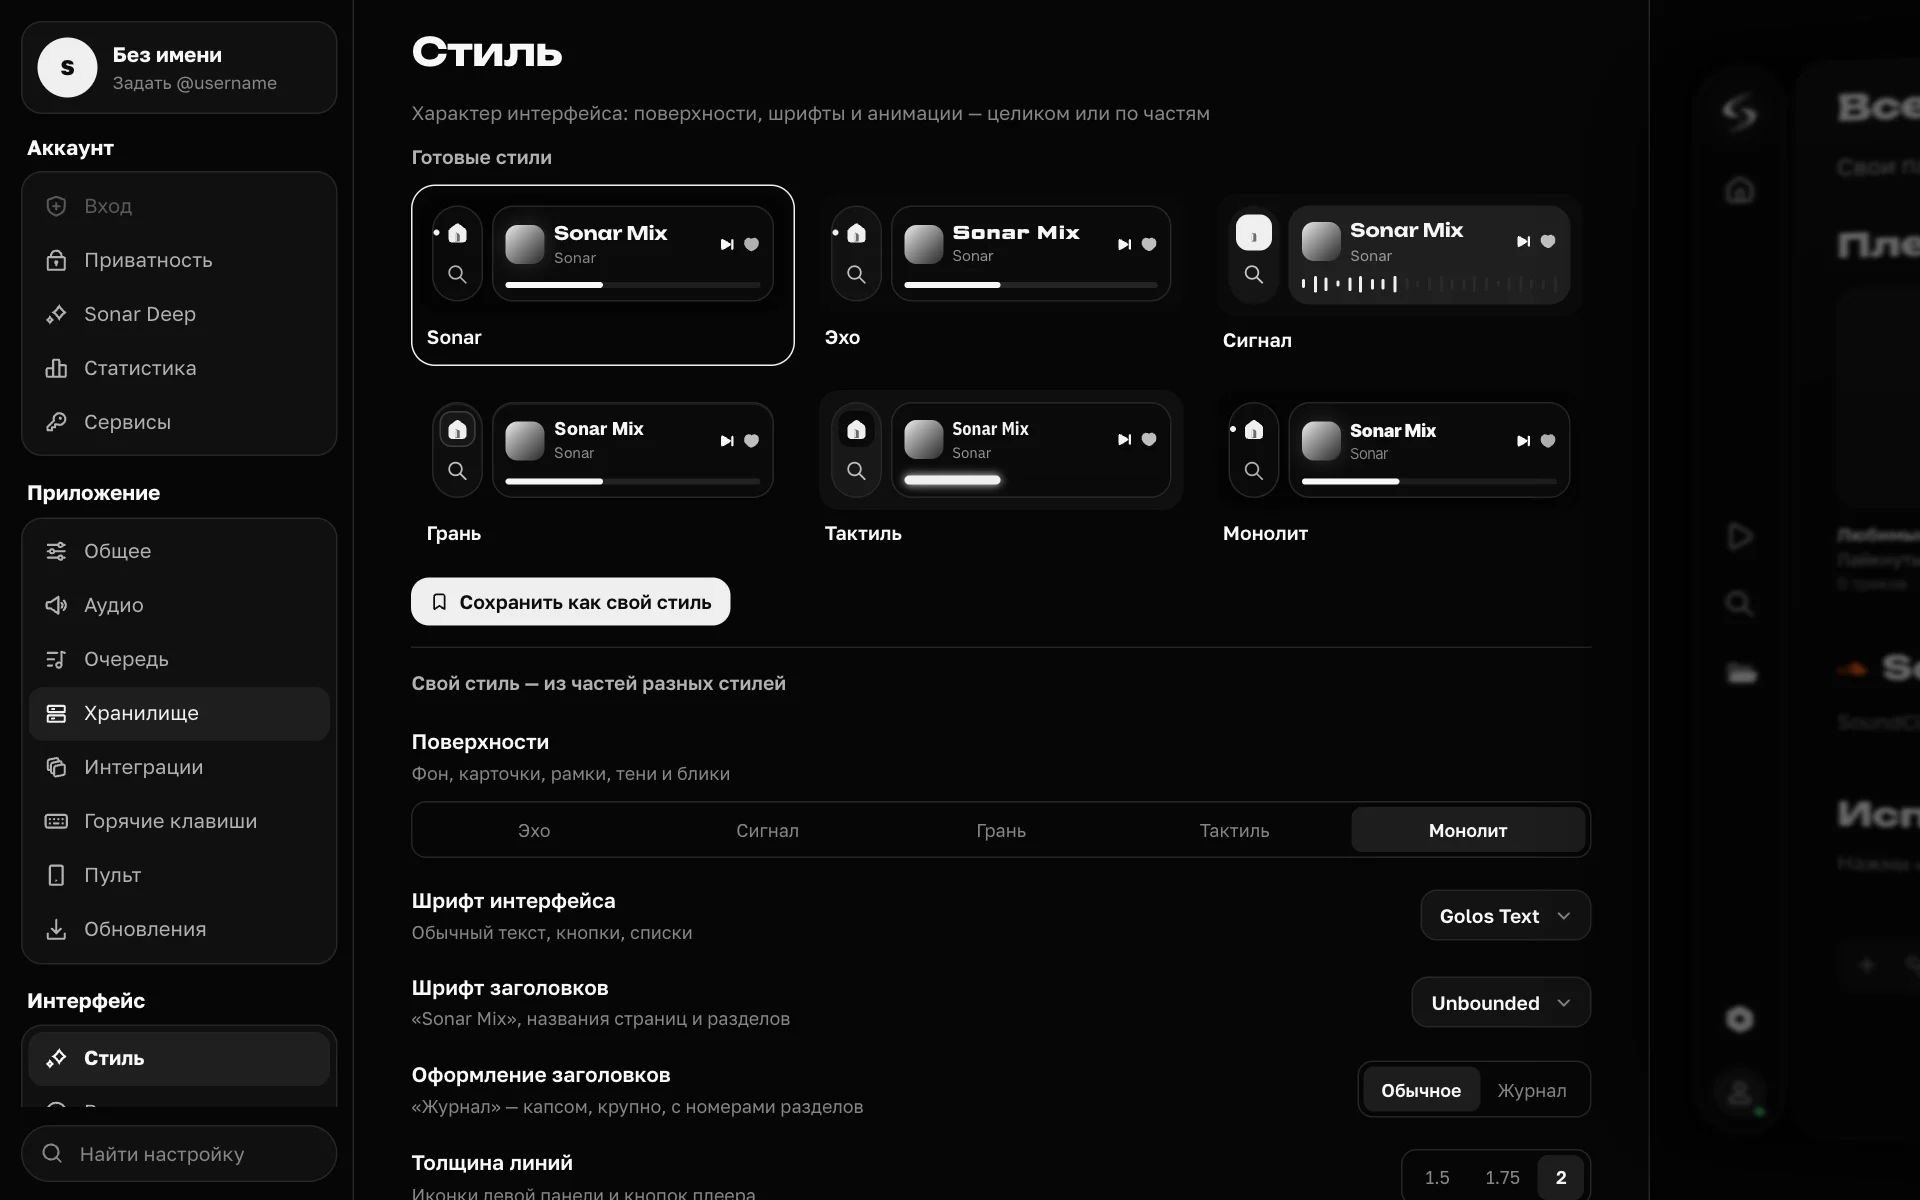 S
Без имени
Задать @username
Аккаунт
Вход
Приватность
Sonar Deep
Статистика
Сервисы
Приложение
Общее
Аудио
Очередь
Хранилище
Интеграции
Горячие клавиши
Пульт
Обновления
Интерфейс
Стиль
Найти настройку
Стиль
Характер интерфейса: поверхности, шрифты и анимации — целиком или по частям
Готовые стили
Sonar Mix
Sonar
Sonar
Sonar Mix
Sonar
Эхо
Sonar Mix
Sonar
Сигнал
Sonar Mix
Sonar
Грань
Sonar Mix
Sonar
Тактиль
Sonar Mix
Sonar
Монолит
Сохранить как свой стиль
Свой стиль — из частей разных стилей
Поверхности
Фон, карточки, рамки, тени и блики
Эхо Сигнал Грань Тактиль Монолит
Шрифт интерфейса
Обычный текст, кнопки, списки
Golos Text
Шрифт заголовков
«Sonar Mix», названия страниц и разделов
Unbounded
Оформление заголовков
«Журнал» — капсом, крупно, с номерами разделов
Обычное Журнал
Толщина линий
Иконки левой панели и кнопок плеера
1.5 1.75 2
Все
Свои
Пле